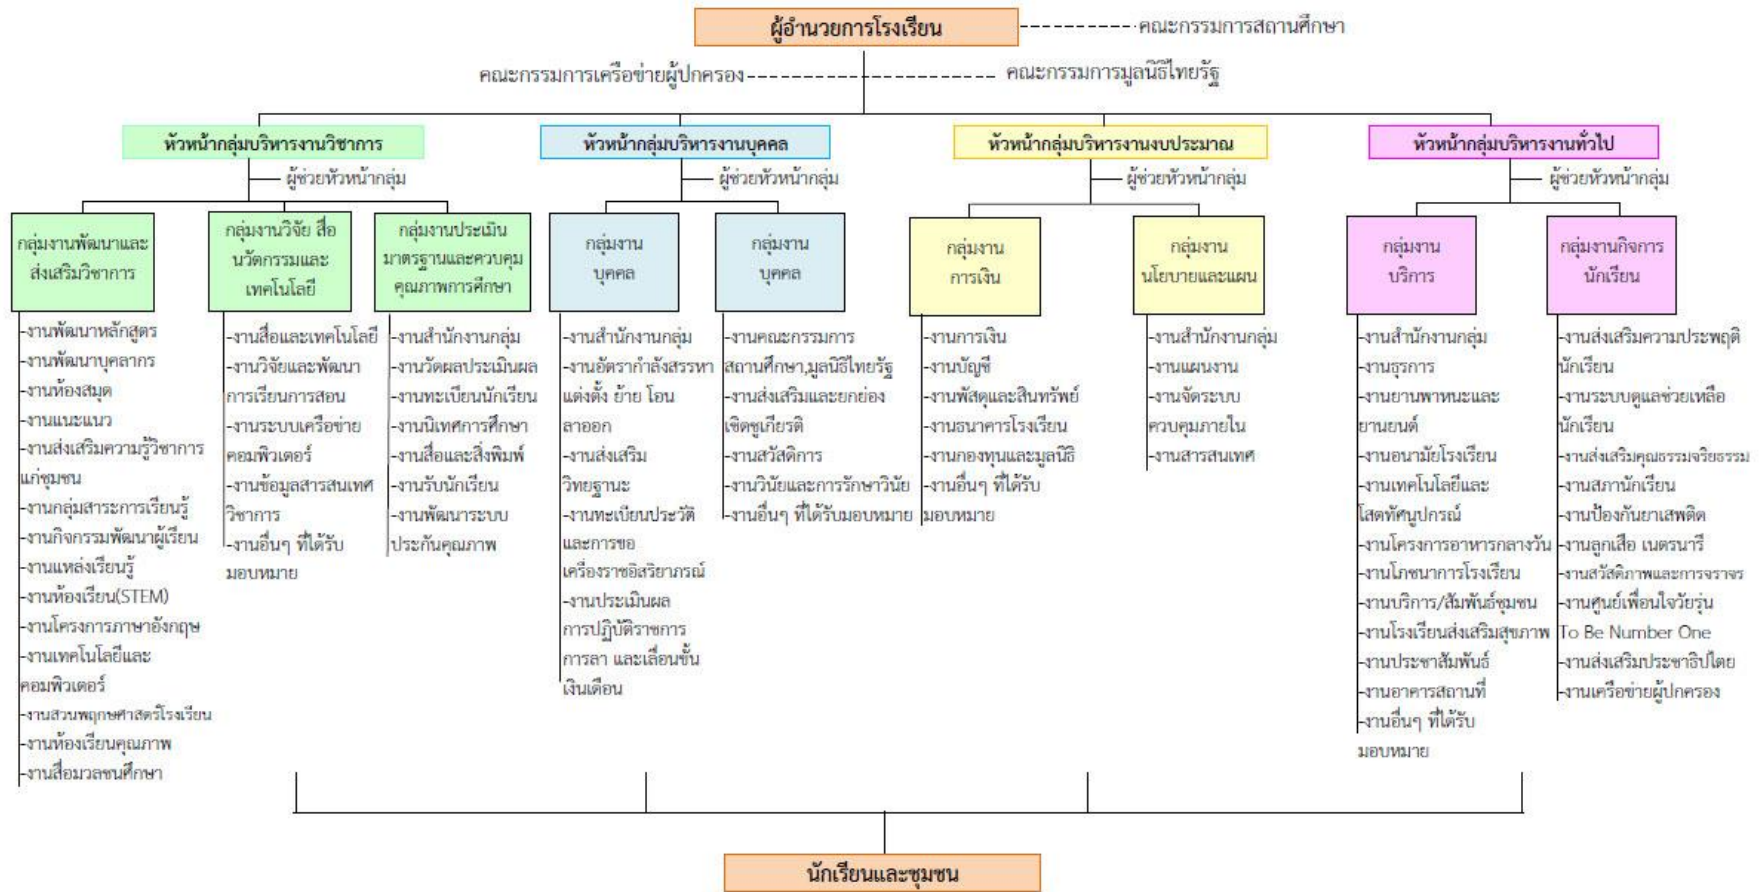 ผู้อำนวยการโรงเรียน
คณะกรรมการสถานศึกษา
คณะกรรมการเครือข่ายผู้ปกครอง
คณะกรรมการมูลนิธิไทยรัฐ
หัวหน้ากลุ่มบริหารงานวิชาการ
ผู้ช่วยหัวหน้ากลุ่ม
กลุ่มงานพัฒนาและ
ส่งเสริมวิชาการ
-งานพัฒนาหลักสูตร
-งานพัฒนาบุคลากร
-งานห้องสมุด
-งานแนะแนว
-งานส่งเสริมความรู้วิชาการ
แก่ชุมชน
-งานกลุ่มสาระการเรียนรู้
-งานกิจกรรมพัฒนาผู้เรียน
-งานแหล่งเรียนรู้
-งานห้องเรียน(STEM)
-งานโครงการภาษาอังกฤษ
-งานเทคโนโลยีและ
คอมพิวเตอร์
-งานสวนพฤกษศาสตร์โรงเรียน
-งานห้องเรียนคุณภาพ
-งานสื่อมวลชนศึกษา
กลุ่มงานวิจัย สื่อ
นวัตกรรมและ
เทคโนโลยี
-งานสื่อและเทคโนโลยี
-งานวิจัยและพัฒนา
การเรียนการสอน
-งานระบบเครือข่าย
คอมพิวเตอร์
-งานข้อมูลสารสนเทศ
วิชาการ
-งานอื่นๆ ที่ได้รับ
มอบหมาย
กลุ่มงานประเมิน
มาตรฐานและควบคุม
คุณภาพการศึกษา
-งานสำนักงานกลุ่ม
-งานวัดผลประเมินผล
-งานทะเบียนนักเรียน
-งานนิเทศการศึกษา
-งานสื่อและสิ่งพิมพ์
-งานรับนักเรียน
-งานพัฒนาระบบ
ประกันคุณภาพ
หัวหน้ากลุ่มบริหารงานบุคคล
ผู้ช่วยหัวหน้ากลุ่ม
กลุ่มงาน
บุคคล
-งานสำนักงานกลุ่ม
-งานอัตรากำลังสรรหา
แต่งตั้ง ย้าย โอน
ลาออก
-งานส่งเสริม
วิทยฐานะ
-งานทะเบียนประวัติ
และการขอ
เครื่องราชอิสริยาภรณ์
-งานประเมินผล
การปฏิบัติราชการ
การลา และเลื่อนขั้น
เงินเดือน
กลุ่มงาน
บุคคล
-งานคณะกรรมการ
สถานศึกษา,มูลนิธิไทยรัฐ
-งานส่งเสริมและยกย่อง
เชิดชูเกียรติ
-งานสวัสดิการ
-งานวินัยและการรักษาวินัย
-งานอื่นๆ ที่ได้รับมอบหมาย
หัวหน้ากลุ่มบริหารงานงบประมาณ
ผู้ช่วยหัวหน้ากลุ่ม
กลุ่มงาน
การเงิน
-งานการเงิน
-งานบัญชี
-งานพัสดุและสินทรัพย์
-งานธนาคารโรงเรียน
-งานกองทุนและมูลนิธิ
-งานอื่นๆ ที่ได้รับ
มอบหมาย
กลุ่มงาน
นโยบายและแผน
-งานสำนักงานกลุ่ม
-งานแผนงาน
-งานจัดระบบ
ควบคุมภายใน
-งานสารสนเทศ
หัวหน้ากลุ่มบริหารงานทั่วไป
ผู้ช่วยหัวหน้ากลุ่ม
กลุ่มงาน
บริการ
-งานสำนักงานกลุ่ม
-งานธุรการ
-งานยานพาหนะและ
ยานยนต์
-งานอนามัยโรงเรียน
-งานเทคโนโลยีและ
โสตทัศนูปกรณ์
-งานโครงการอาหารกลางวัน
-งานโภชนาการโรงเรียน
-งานบริการ/สัมพันธ์ชุมชน
-งานโรงเรียนส่งเสริมสุขภาพ
-งานประชาสัมพันธ์
-งานอาคารสถานที่
-งานอื่นๆ ที่ได้รับ
มอบหมาย
กลุ่มงานกิจการ
นักเรียน
-งานส่งเสริมความประพฤติ
นักเรียน
-งานระบบดูแลช่วยเหลือ
นักเรียน
-งานส่งเสริมคุณธรรมจริยธรรม
-งานสภานักเรียน
-งานป้องกันยาเสพติด
-งานลูกเสือ เนตรนารี
-งานสวัสดิภาพและการจราจร
-งานศูนย์เพื่อนใจวัยรุ่น
To Be Number One
-งานส่งเสริมประชาธิปไตย
-งานเครือข่ายผู้ปกครอง
นักเรียนและชุมชน